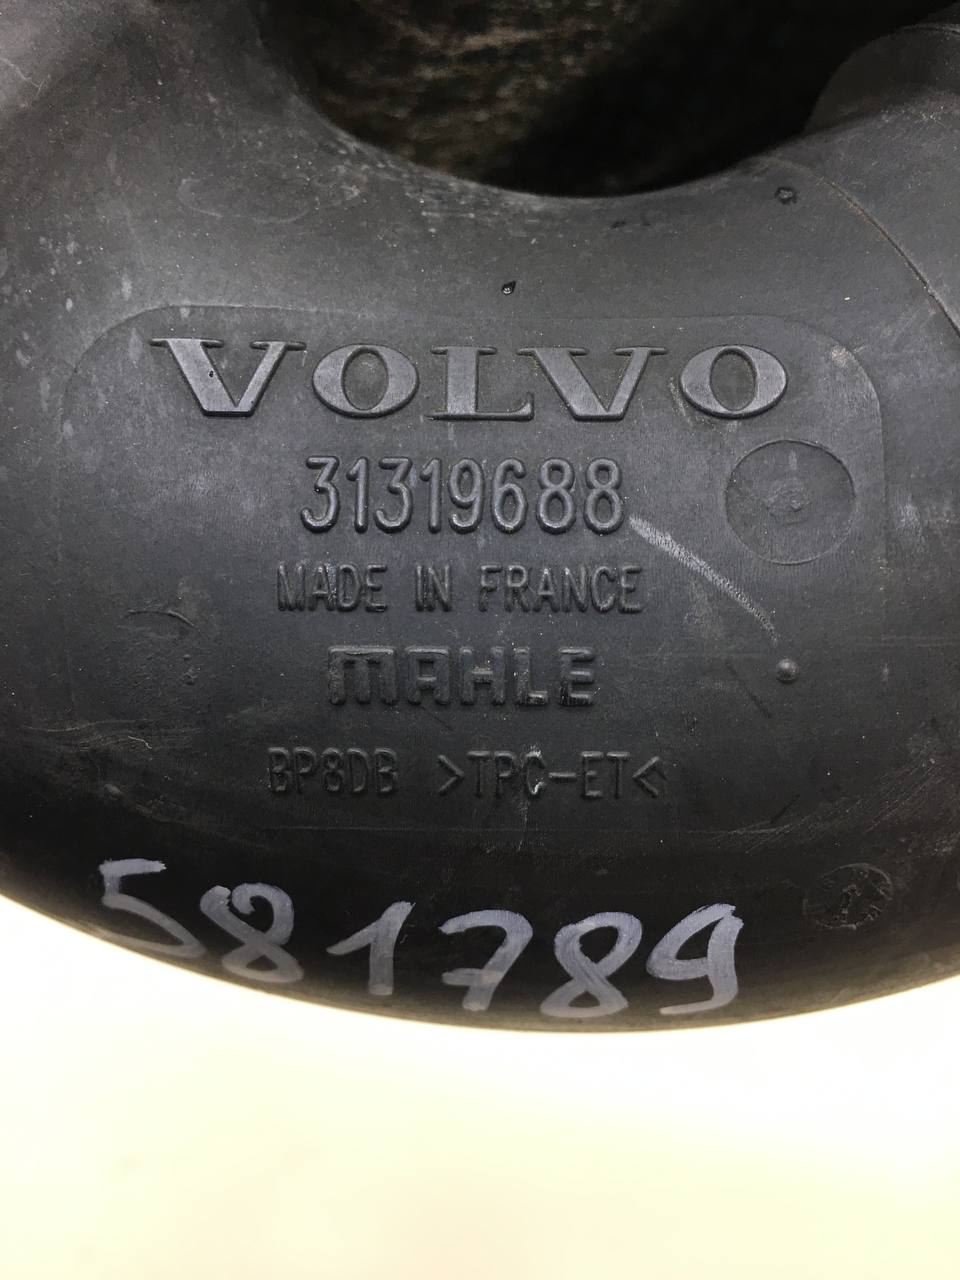 VOLVO
31319688
MADE IN FRANCE
MAHLE
BP8DB >TPC-ET<
581789